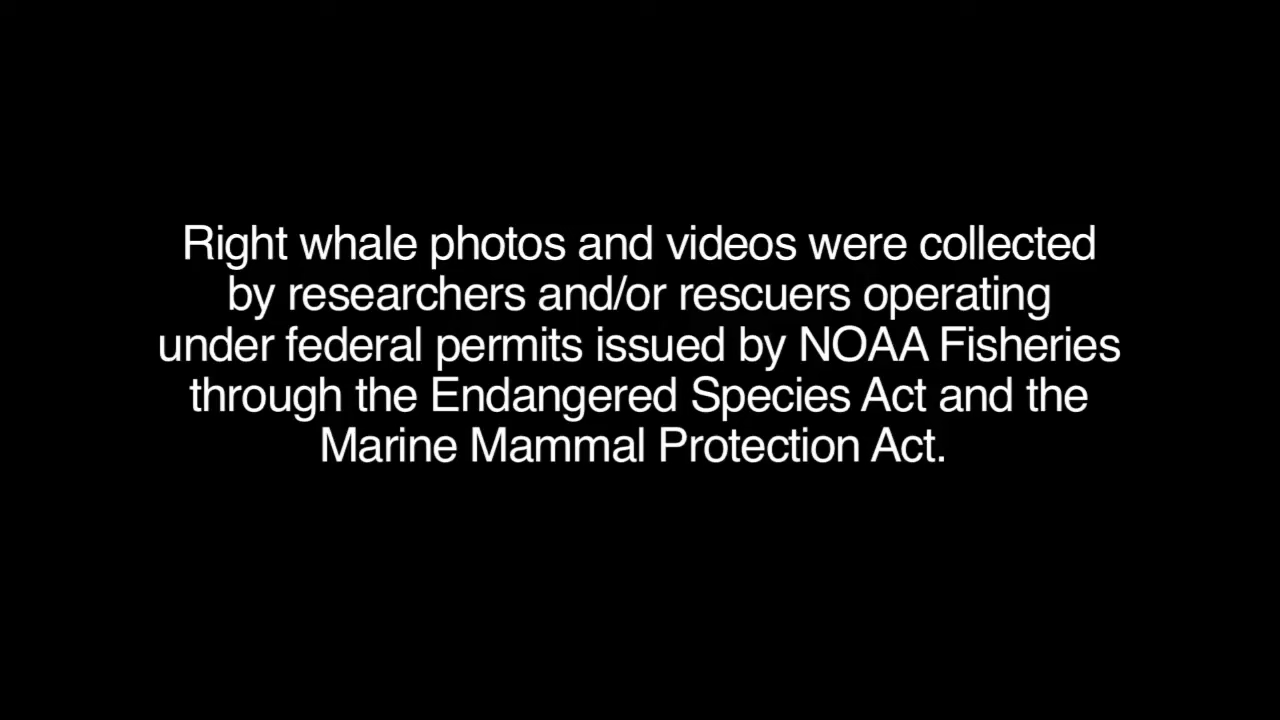 Right whale photos and videos were collected
by researchers and/or rescuers operating
under federal permits issued by NOAA Fisheries
through the Endangered Species Act and the
Marine Mammal Protection Act.